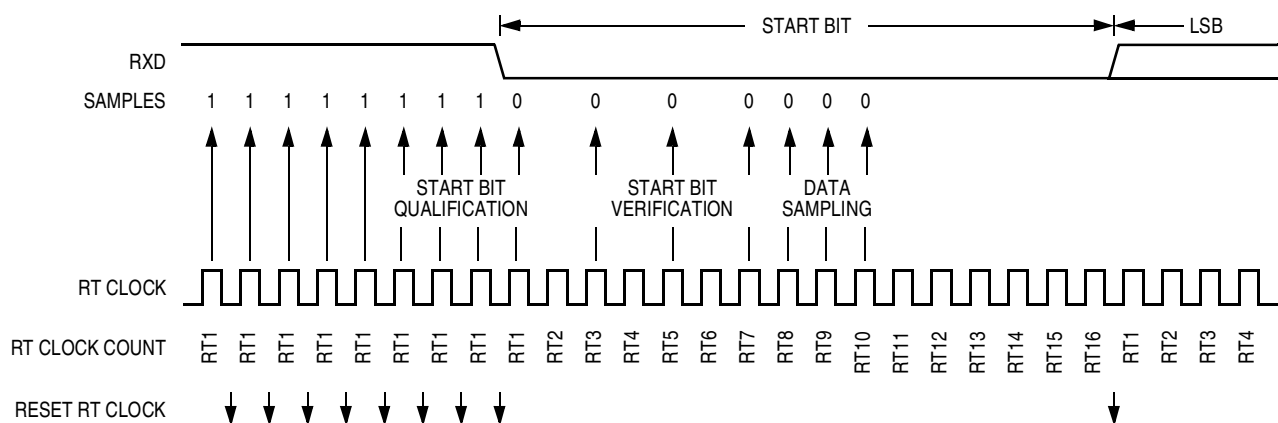 START BIT LSB
RXD
SAMPLES 1 1 1 1 1 1 1 1 0 0 0 0 0 0 0
START BIT QUALIFICATION
START BIT VERIFICATION
DATA SAMPLING
RT CLOCK
RT CLOCK COUNT RT1 RT1 RT1 RT1 RT1 RT1 RT1 RT1 RT1 RT2 RT3 RT4 RT5 RT6 RT7 RT8 RT9 RT10 RT11 RT12 RT13 RT14 RT15 RT16 RT1 RT2 RT3 RT4
RESET RT CLOCK